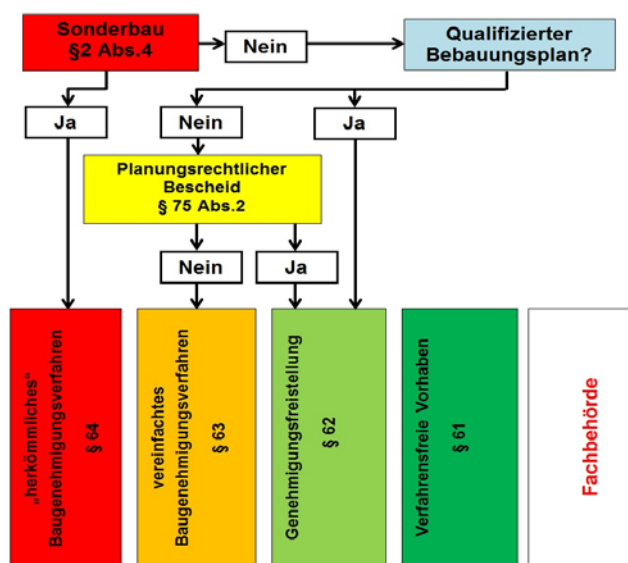 Sonderbau
§2 Abs.4
Nein
Qualifizierter
Bebauungsplan?
Ja
Nein
Ja
Planungsrechtlicher
Bescheid
§ 75 Abs.2
Nein
Ja
„herkömmliches“
Baugenehmigungsverfahren
§ 64
vereinfachtes
Baugenehmigungsverfahren
§ 63
Genehmigungsfreistellung
§ 62
Verfahrensfreie Vorhaben
§ 61
Fachbehörde